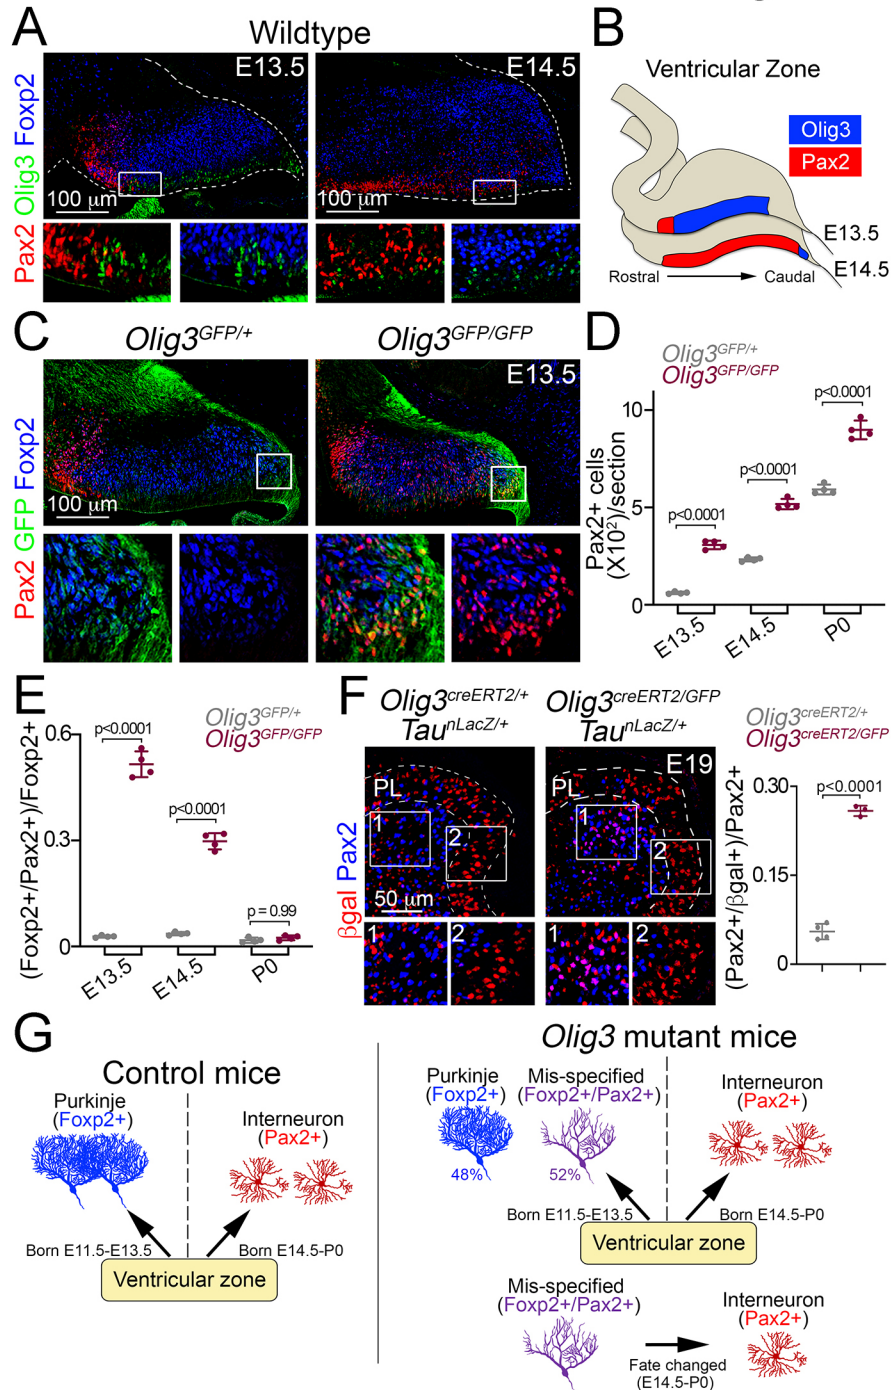 A
Wildtype
E13.5
E14.5
Pax2 Olig3 Foxp2
100 μm
100 μm
B
Ventricular Zone
Olig3
Pax2
E13.5
E14.5
Rostral
Caudal
C
Olig3GFP/+
Olig3GFP/GFP
E13.5
Pax2 GFP Foxp2
100 μm
D
Olig3GFP/+
Olig3GFP/GFP
Pax2+ cells
(X10²)/section
10
5
0
p<0.0001
p<0.0001
p<0.0001
E13.5
E14.5
P0
E
Olig3GFP/+
Olig3GFP/GFP
(Foxp2+/Pax2+)/Foxp2+
0.6
0.3
0
p<0.0001
p<0.0001
p = 0.99
E13.5
E14.5
P0
F
Olig3creERT2/+
TaunLacZ/+
Olig3creERT2/GFP
TaunLacZ/+
βgal Pax2
PL
1
2
50 μm
E19
PL
1
2
1
2
1
2
Olig3creERT2/+
Olig3creERT2/GFP
(Pax2+/βgal+)/Pax2+
0.30
0.15
0
p<0.0001
G
Control mice
Purkinje
(Foxp2+)
Interneuron
(Pax2+)
Born E11.5-E13.5
Born E14.5-P0
Ventricular zone
Olig3 mutant mice
Purkinje
(Foxp2+)
Mis-specified
(Foxp2+/Pax2+)
Interneuron
(Pax2+)
48%
52%
Born E11.5-E13.5
Born E14.5-P0
Ventricular zone
Mis-specified
(Foxp2+/Pax2+)
Interneuron
(Pax2+)
Fate changed
(E14.5-P0)